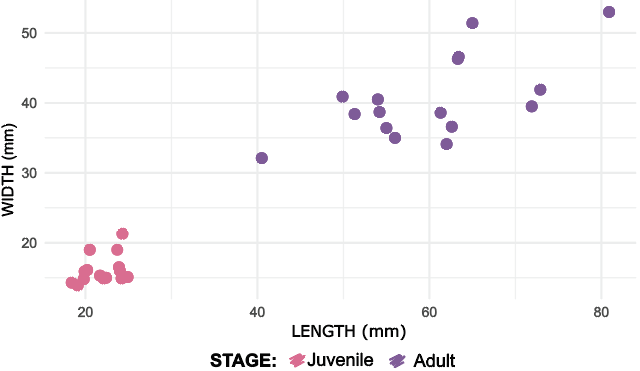 50
40
30
20
WIDTH (mm)
20 40 60 80
LENGTH (mm)
STAGE: Juvenile Adult